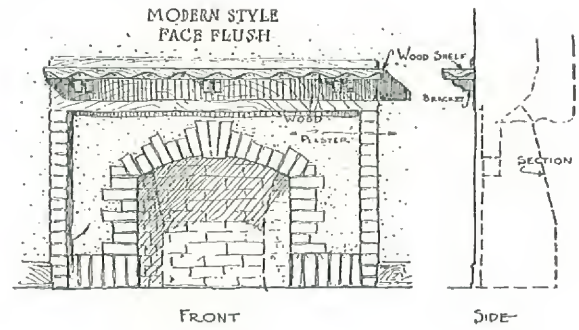 MODERN STYLE
FACE FLUSH
WOOD SHELF
BRACKET
WOOD
PLASTER
SECTION
FRONT
SIDE